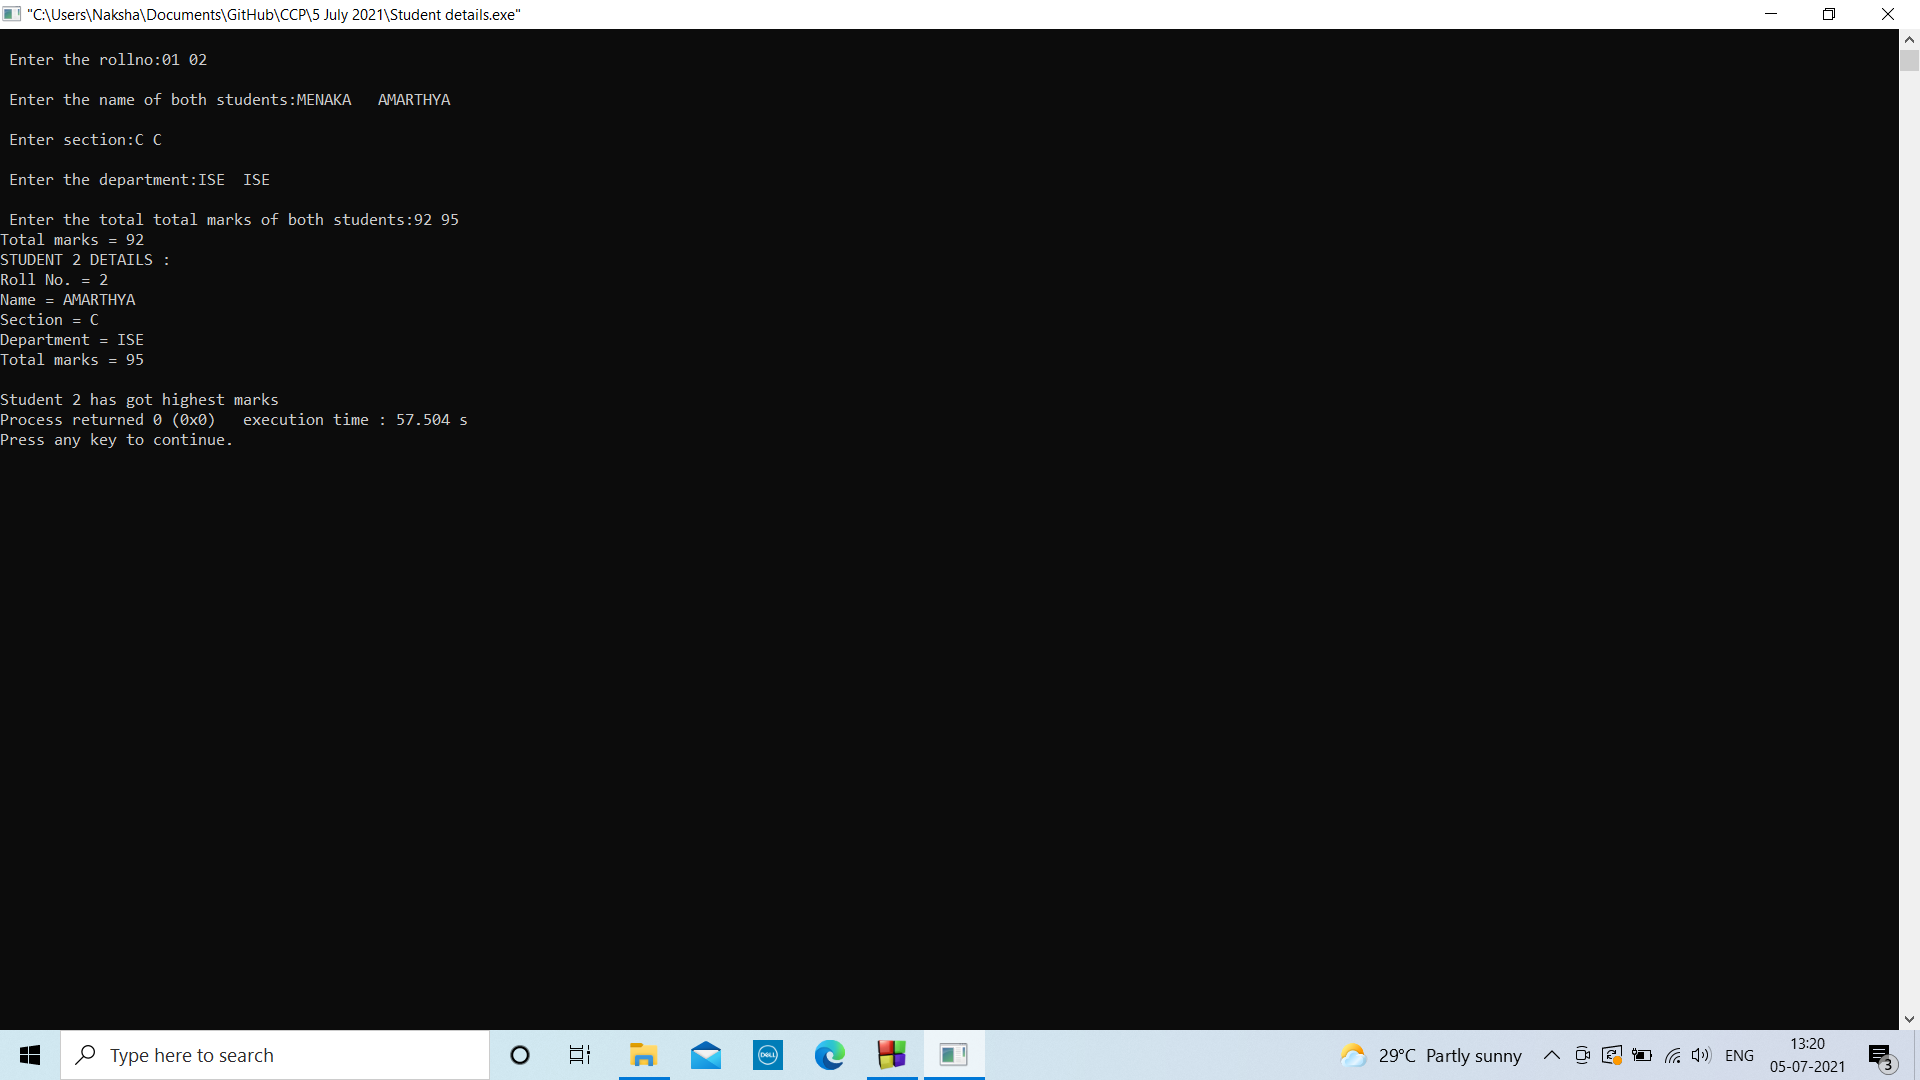 "C:\Users\Naksha\Documents\GitHub\CCP\5 July 2021\Student details.exe"
Enter the rollno:01 02
Enter the name of both students:MENAKA   AMARTHYA
Enter section:C C
Enter the department:ISE  ISE
Enter the total total marks of both students:92 95
Total marks = 92
STUDENT 2 DETAILS :
Roll No. = 2
Name = AMARTHYA
Section = C
Department = ISE
Total marks = 95
Student 2 has got highest marks
Process returned 0 (0x0)   execution time : 57.504 s
Press any key to continue.
Type here to search
DELL
29°C Partly sunny
ENG
13:20
05-07-2021
3